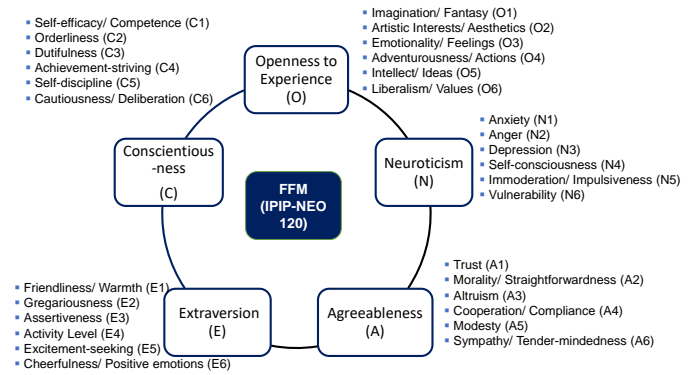 ▪ Self-efficacy/ Competence (C1)
▪ Orderliness (C2)
▪ Dutifulness (C3)
▪ Achievement-striving (C4)
▪ Self-discipline (C5)
▪ Cautiousness/ Deliberation (C6)
▪ Imagination/ Fantasy (O1)
▪ Artistic Interests/ Aesthetics (O2)
▪ Emotionality/ Feelings (O3)
▪ Adventurousness/ Actions (O4)
▪ Intellect/ Ideas (O5)
▪ Liberalism/ Values (O6)
Openness to
Experience
(O)
▪ Anxiety (N1)
▪ Anger (N2)
▪ Depression (N3)
▪ Self-consciousness (N4)
▪ Immoderation/ Impulsiveness (N5)
▪ Vulnerability (N6)
Conscientious
-ness
(C)
Neuroticism
(N)
FFM
(IPIP-NEO
120)
▪ Trust (A1)
▪ Morality/ Straightforwardness (A2)
▪ Altruism (A3)
▪ Cooperation/ Compliance (A4)
▪ Modesty (A5)
▪ Sympathy/ Tender-mindedness (A6)
▪ Friendliness/ Warmth (E1)
▪ Gregariousness (E2)
▪ Assertiveness (E3)
▪ Activity Level (E4)
▪ Excitement-seeking (E5)
▪ Cheerfulness/ Positive emotions (E6)
Extraversion
(E)
Agreeableness
(A)